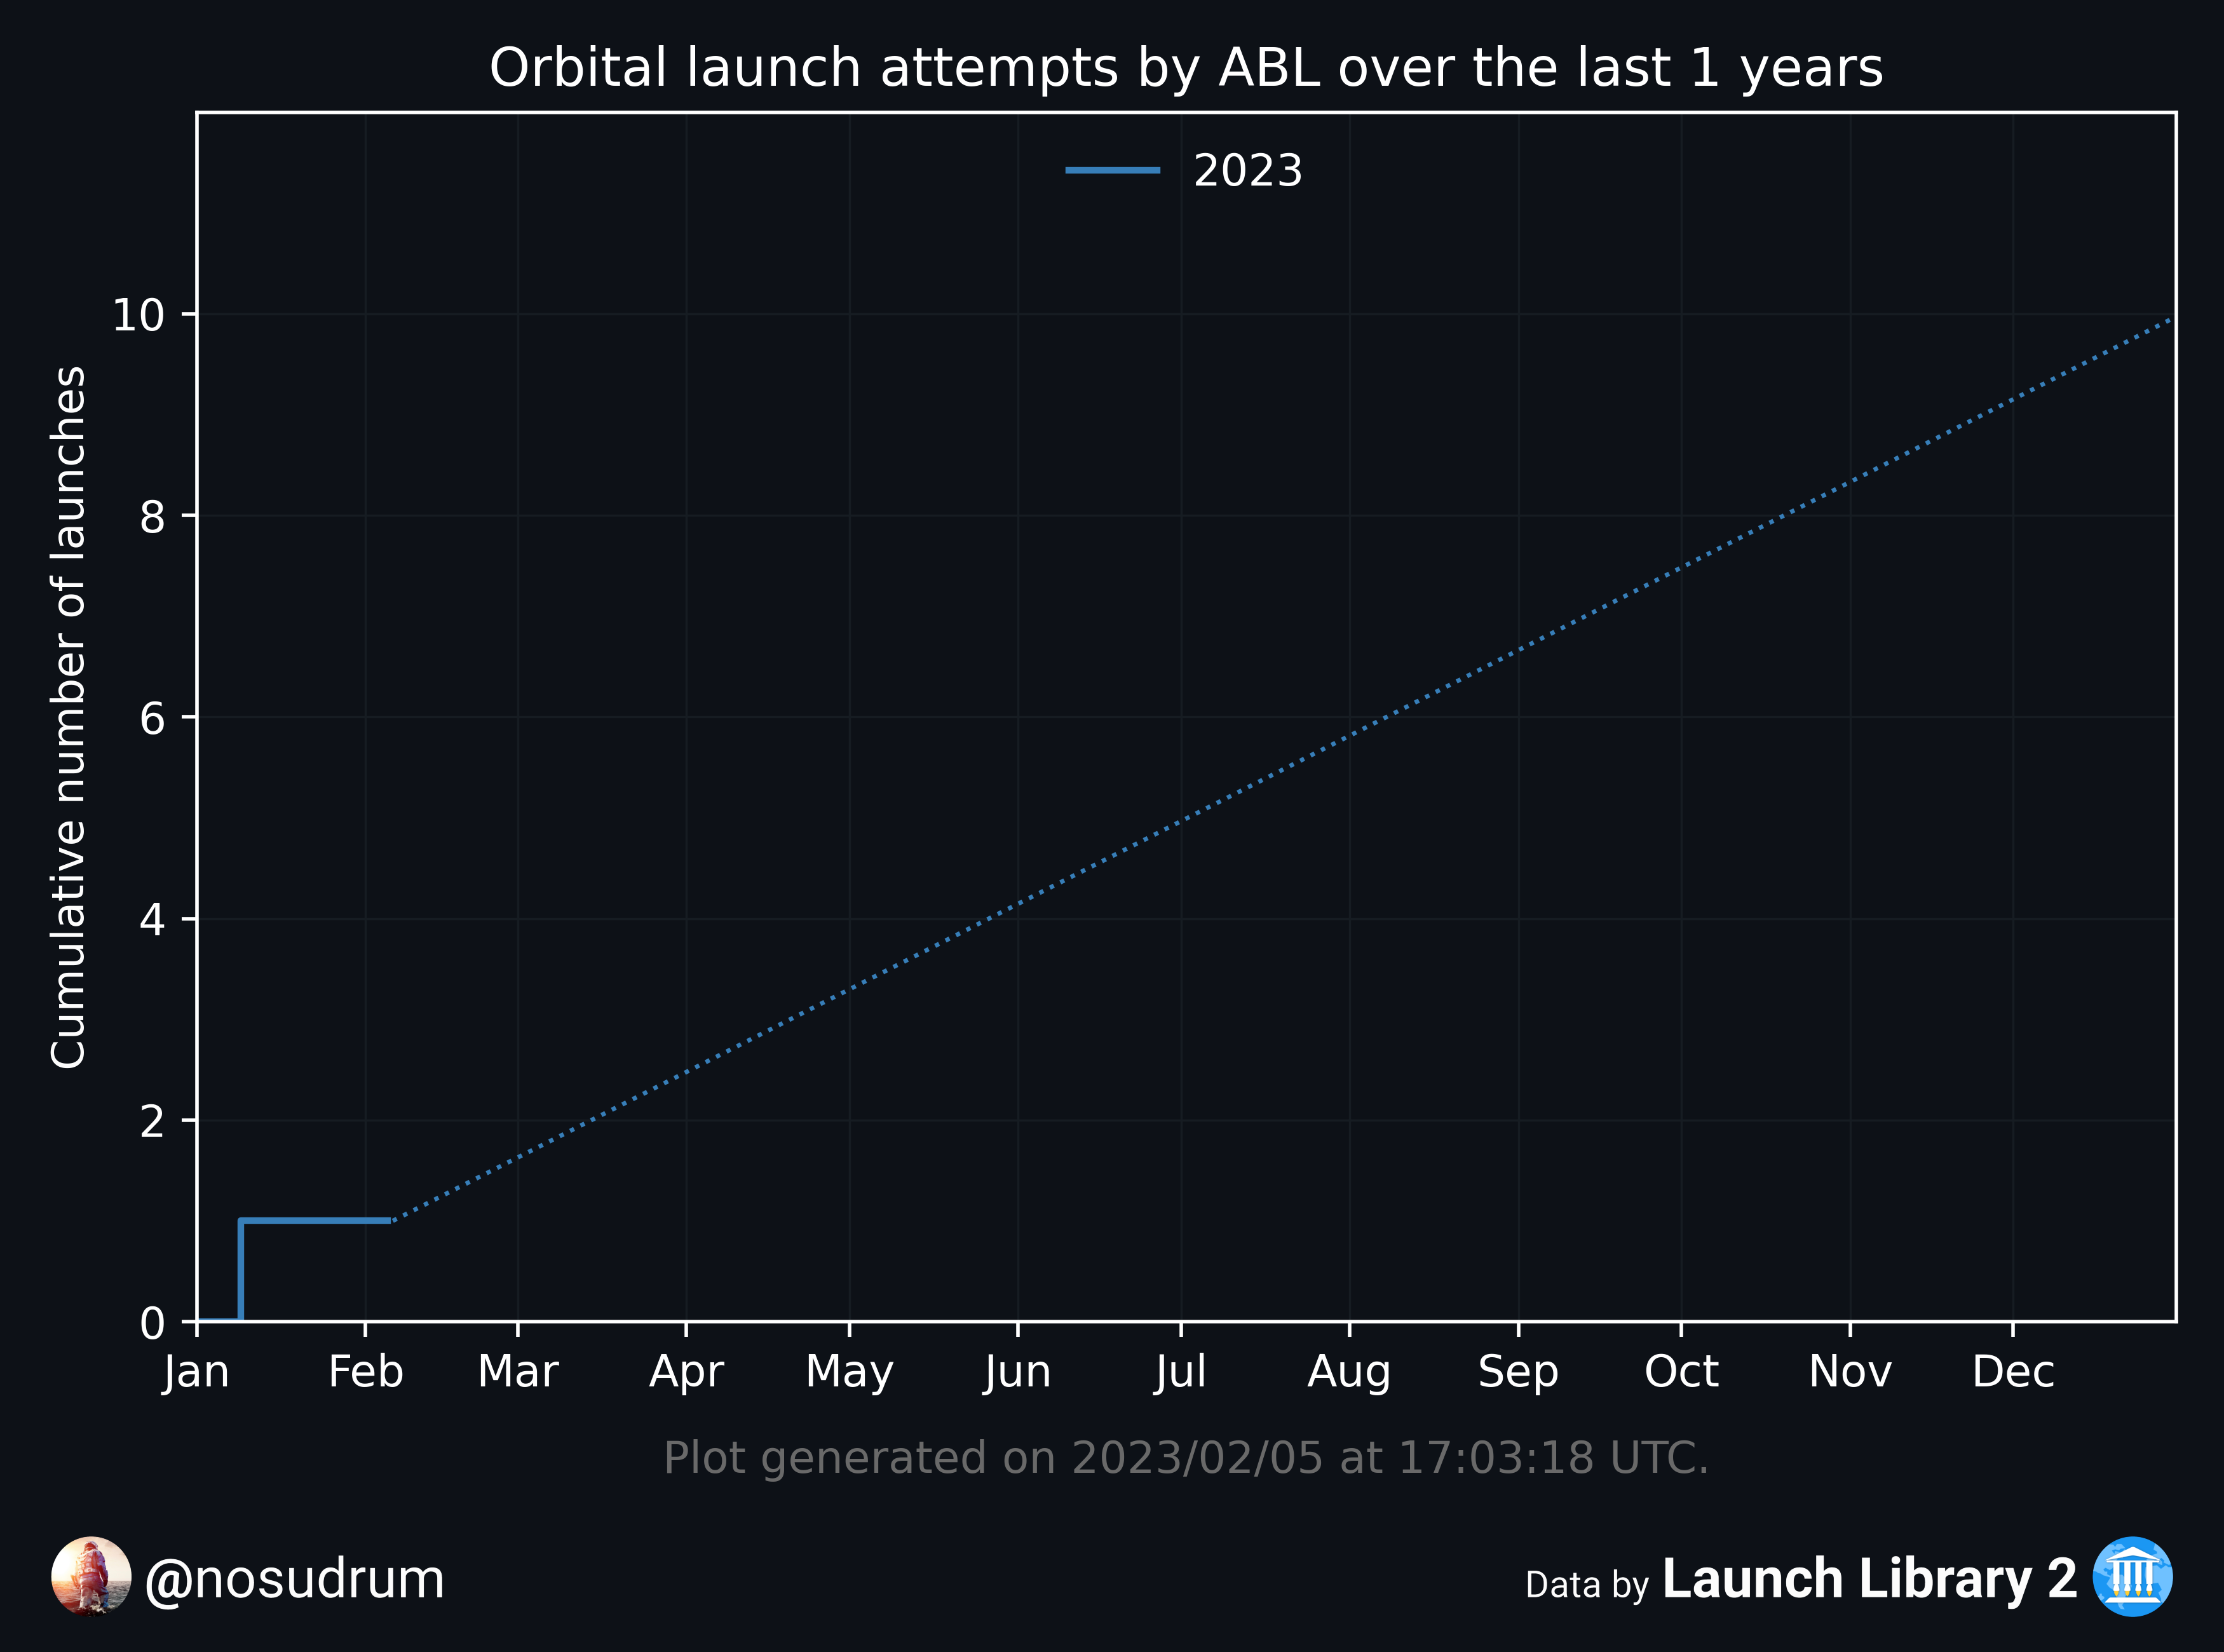 Orbital launch attempts by ABL over the last 1 years
2023
Cumulative number of launches
10
8
6
4
2
0
Jan Feb Mar Apr May Jun Jul Aug Sep Oct Nov Dec
Plot generated on 2023/02/05 at 17:03:18 UTC.
@nosudrum
Data by Launch Library 2